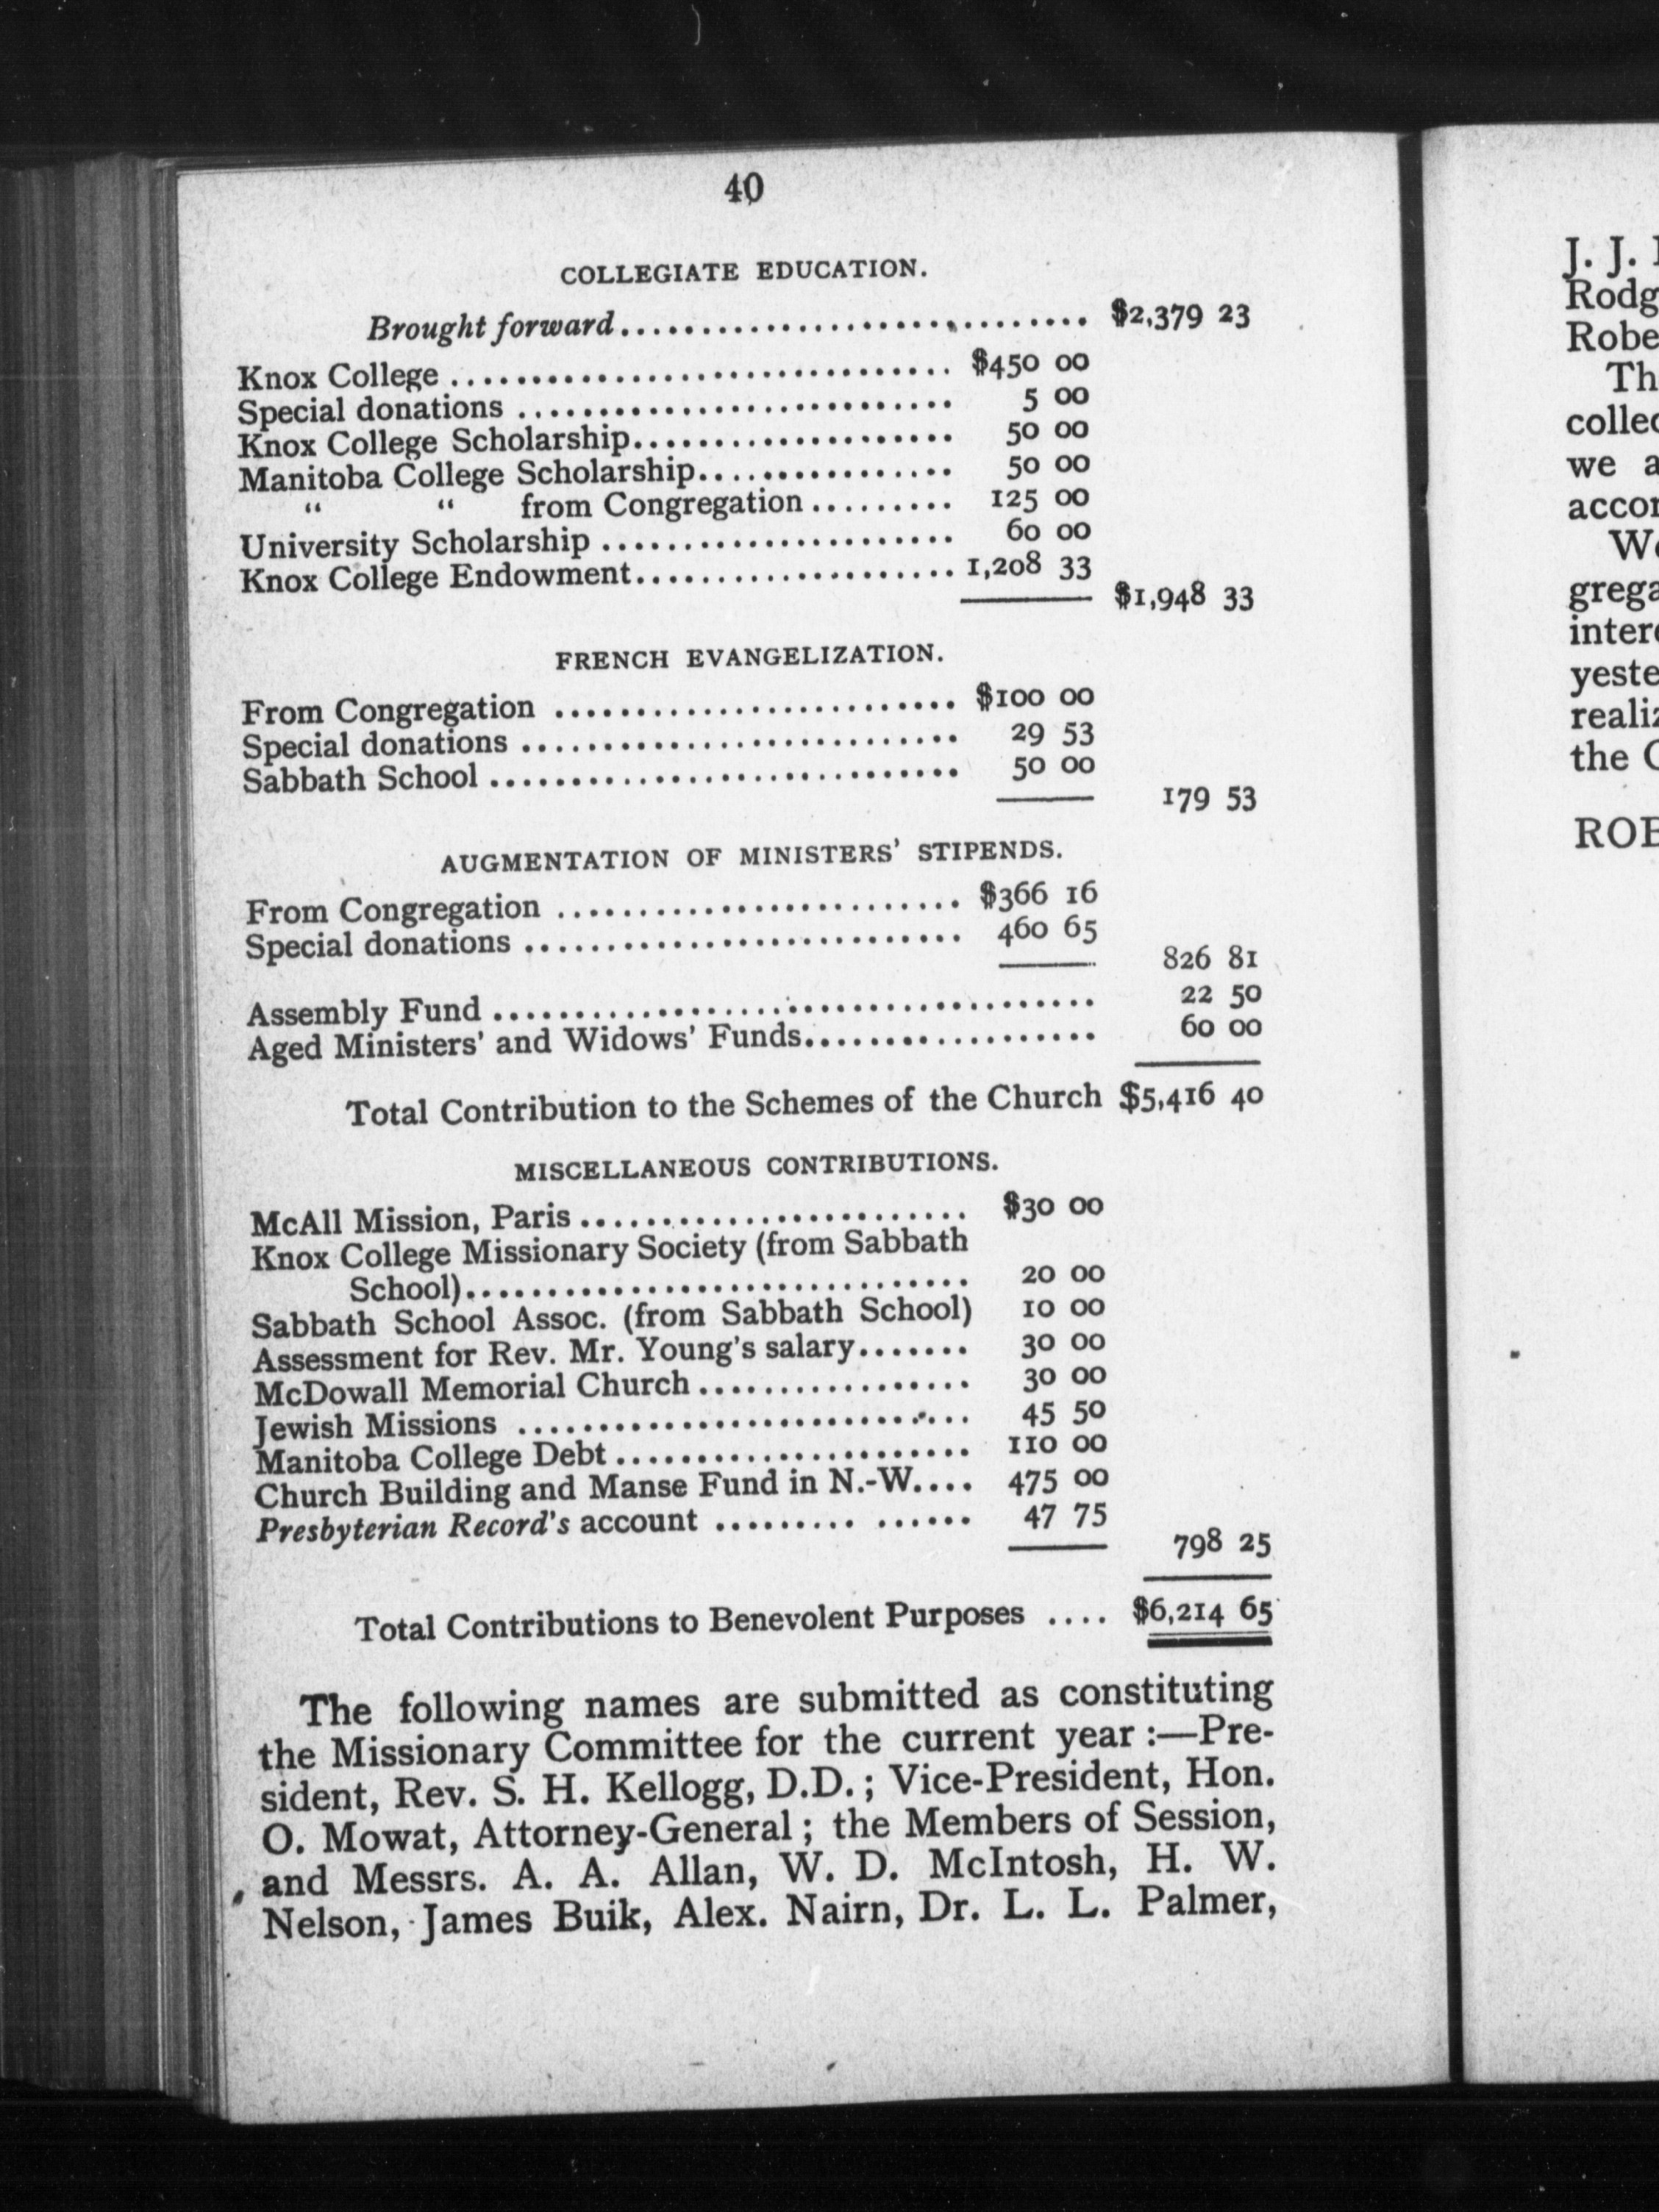 40
COLLEGIATE EDUCATION.
Brought forward.............................. $2,379 23
Knox College ............................... $450 00
Special donations ........................... 5 00
Knox College Scholarship.................... 50 00
Manitoba College Scholarship................ 50 00
“ “ from Congregation ......... 125 00
University Scholarship ...................... 60 00
Knox College Endowment.................... 1,208 33
$1,948 33
FRENCH EVANGELIZATION.
From Congregation ......................... $100 00
Special donations ........................... 29 53
Sabbath School ............................. 50 00
179 53
AUGMENTATION OF MINISTERS' STIPENDS.
From Congregation ......................... $366 16
Special donations ........................... 460 65
826 81
Assembly Fund ..................................... 22 50
Aged Ministers' and Widows' Funds.................. 60 00
Total Contribution to the Schemes of the Church $5,416 40
MISCELLANEOUS CONTRIBUTIONS.
McAll Mission, Paris ........................ $30 00
Knox College Missionary Society (from Sabbath
School)............................... 20 00
Sabbath School Assoc. (from Sabbath School) 10 00
Assessment for Rev. Mr. Young's salary....... 30 00
McDowall Memorial Church ................. 30 00
Jewish Missions ............................ 45 50
Manitoba College Debt ...................... 110 00
Church Building and Manse Fund in N.-W.... 475 00
Presbyterian Record's account ......... ...... 47 75
798 25
Total Contributions to Benevolent Purposes .... $6,214 65
The following names are submitted as constituting
the Missionary Committee for the current year :—Pre-
sident, Rev. S. H. Kellogg, D.D. ; Vice-President, Hon.
O. Mowat, Attorney-General ; the Members of Session,
and Messrs. A. A. Allan, W. D. McIntosh, H. W.
Nelson, James Buik, Alex. Nairn, Dr. L. L. Palmer,
J. J.
Rodg
Robe
Th
collec
we a
accor
We
grega
inter
yeste
realiz
the C
ROB